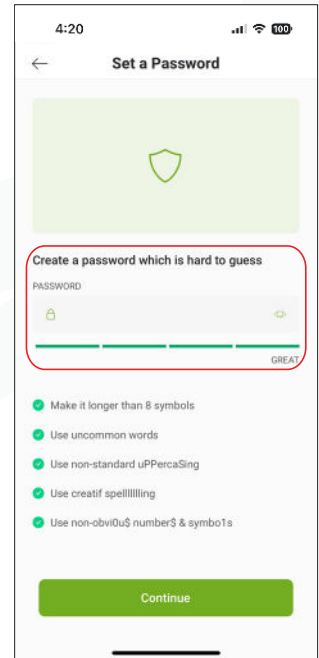 4:20
100
Set a Password
Create a password which is hard to guess
PASSWORD
GREAT
Make it longer than 8 symbols
Use uncommon words
Use non-standard uPPercaSing
Use creatif spelllllllling
Use non-obvi0u$ number$ & symbo1s
Continue